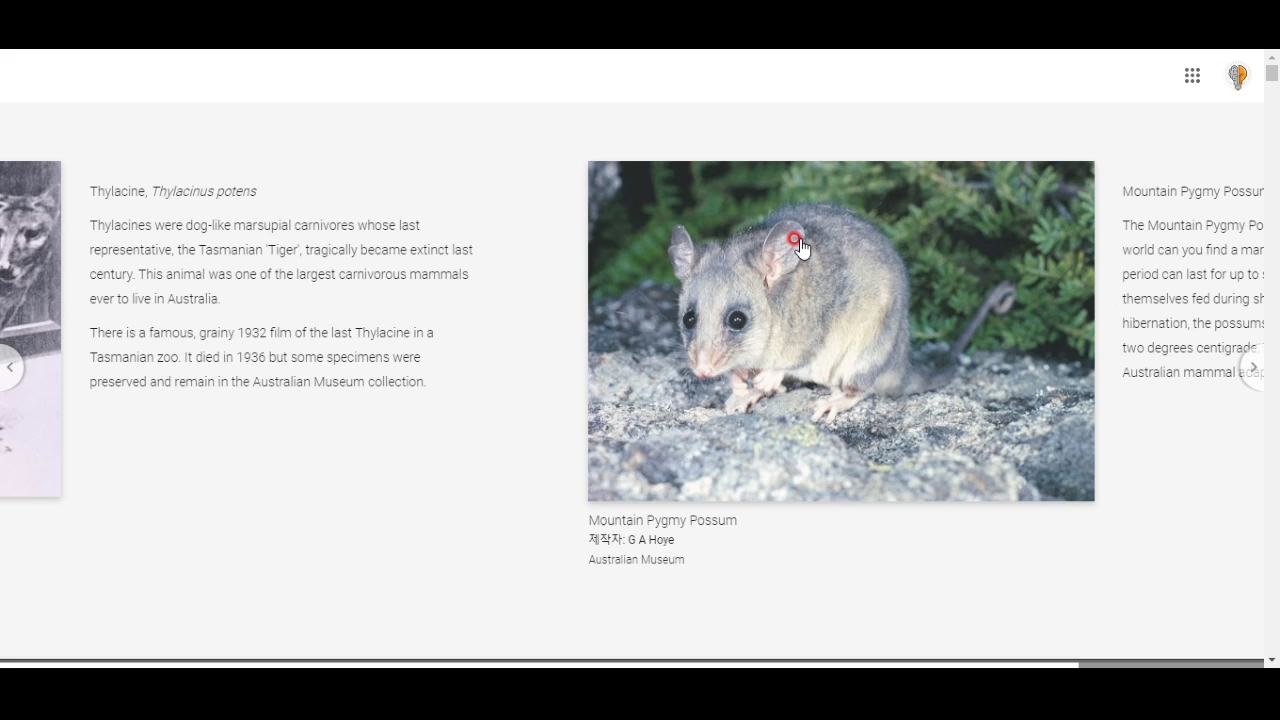 Thylacine, Thylacinus potens
Thylacines were dog-like marsupial carnivores whose last
representative, the Tasmanian 'Tiger', tragically became extinct last
century. This animal was one of the largest carnivorous mammals
ever to live in Australia.
There is a famous, grainy 1932 film of the last Thylacine in a
Tasmanian zoo. It died in 1936 but some specimens were
preserved and remain in the Australian Museum collection.
Mountain Pygmy Possum
제작자: G A Hoye
Australian Museum
Mountain Pygmy
The Mountain Pygmy
world can you find a
period can last for up to
themselves fed during
hibernation, the possums
two degrees centigrade
Australian mammal